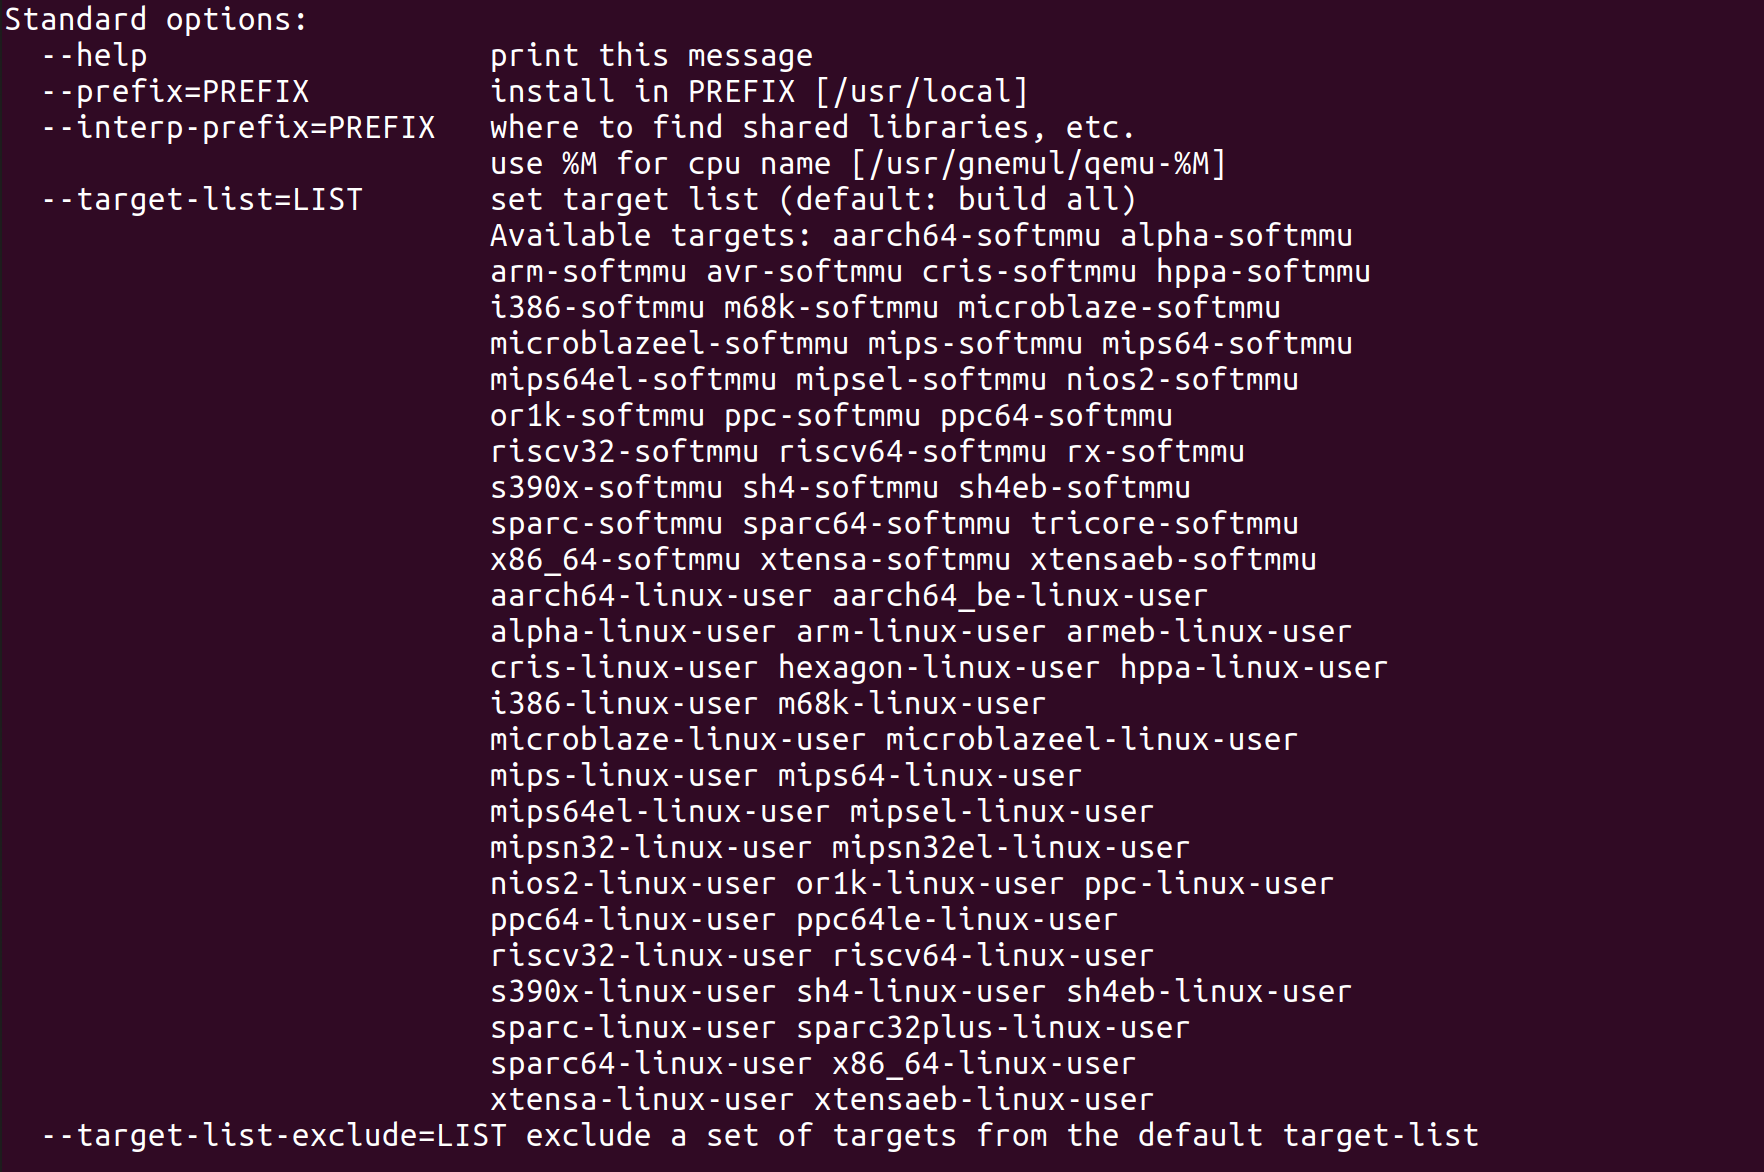 Standard options:
  --help                   print this message
  --prefix=PREFIX          install in PREFIX [/usr/local]
  --interp-prefix=PREFIX   where to find shared libraries, etc.
                           use %M for cpu name [/usr/gnemul/qemu-%M]
  --target-list=LIST       set target list (default: build all)
                           Available targets: aarch64-softmmu alpha-softmmu
                           arm-softmmu avr-softmmu cris-softmmu hppa-softmmu
                           i386-softmmu m68k-softmmu microblaze-softmmu
                           microblazeel-softmmu mips-softmmu mips64-softmmu
                           mips64el-softmmu mipsel-softmmu nios2-softmmu
                           or1k-softmmu ppc-softmmu ppc64-softmmu
                           riscv32-softmmu riscv64-softmmu rx-softmmu
                           s390x-softmmu sh4-softmmu sh4eb-softmmu
                           sparc-softmmu sparc64-softmmu tricore-softmmu
                           x86_64-softmmu xtensa-softmmu xtensaeb-softmmu
                           aarch64-linux-user aarch64_be-linux-user
                           alpha-linux-user arm-linux-user armeb-linux-user
                           cris-linux-user hexagon-linux-user hppa-linux-user
                           i386-linux-user m68k-linux-user
                           microblaze-linux-user microblazeel-linux-user
                           mips-linux-user mips64-linux-user
                           mips64el-linux-user mipsel-linux-user
                           mipsn32-linux-user mipsn32el-linux-user
                           nios2-linux-user or1k-linux-user ppc-linux-user
                           ppc64-linux-user ppc64le-linux-user
                           riscv32-linux-user riscv64-linux-user
                           s390x-linux-user sh4-linux-user sh4eb-linux-user
                           sparc-linux-user sparc32plus-linux-user
                           sparc64-linux-user x86_64-linux-user
                           xtensa-linux-user xtensaeb-linux-user
  --target-list-exclude=LIST exclude a set of targets from the default target-list